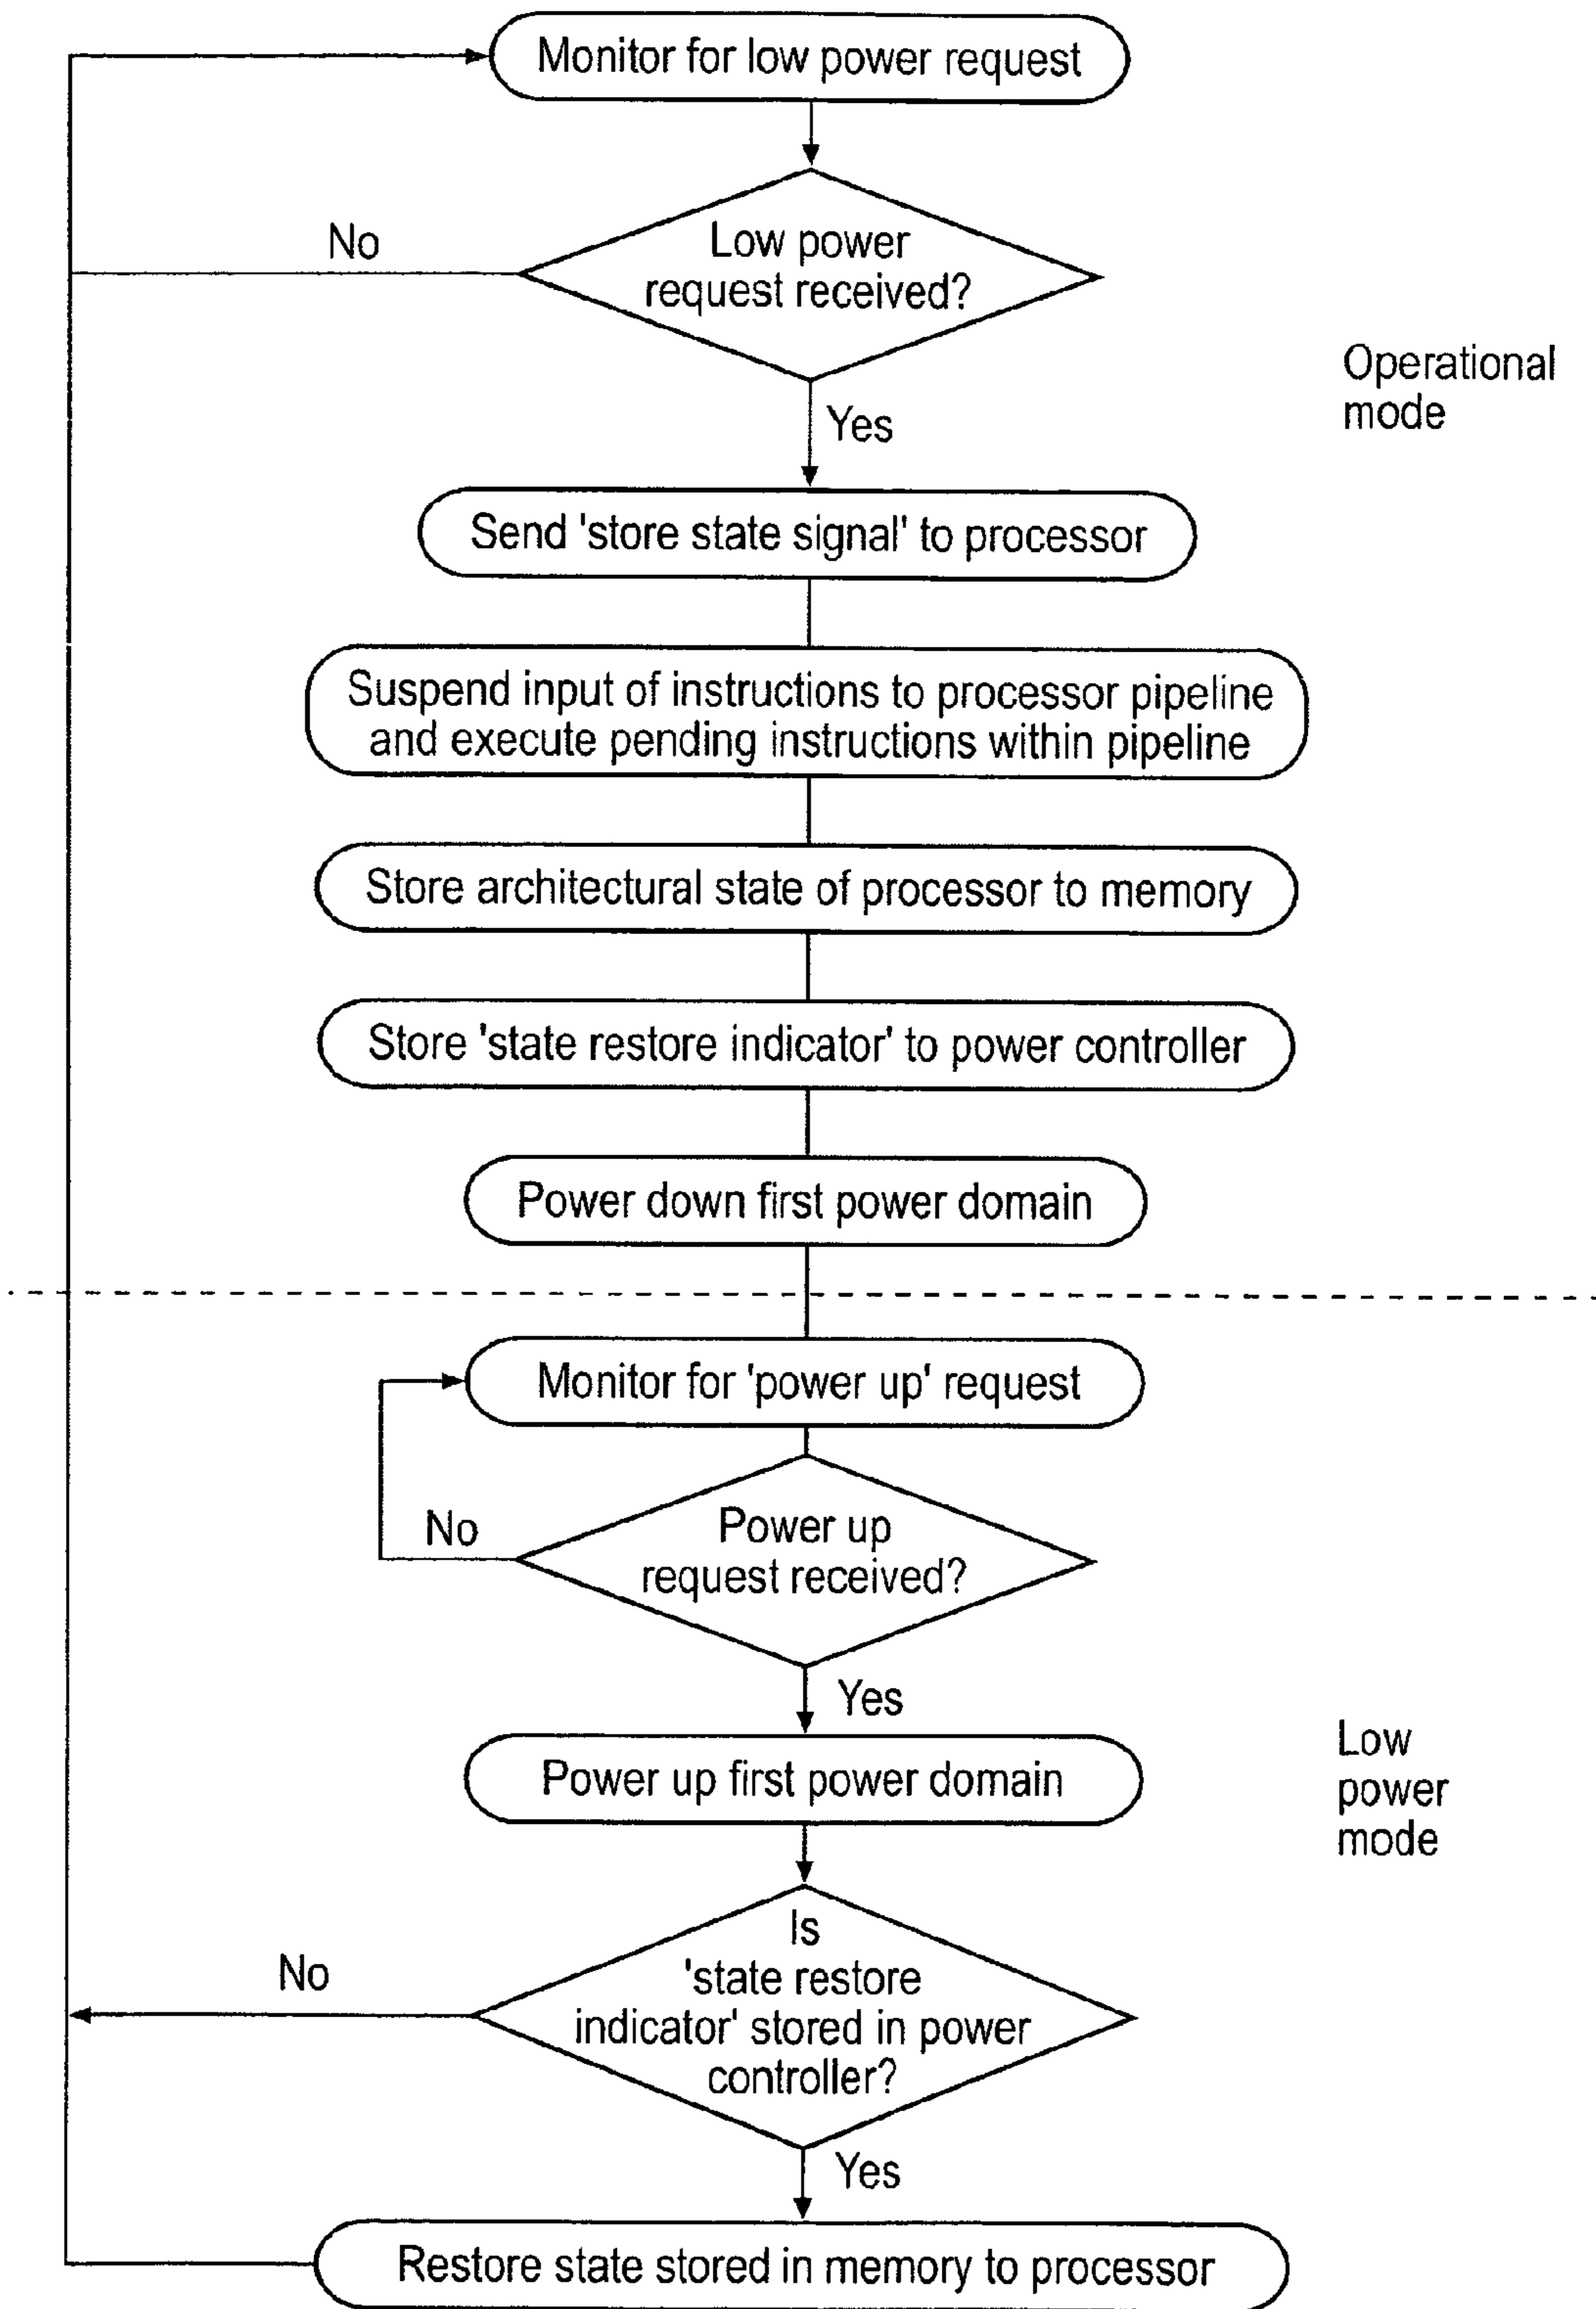 Monitor for low power request
No
Low power
request received?
Operational
mode
Yes
Send 'store state signal' to processor
Suspend input of instructions to processor pipeline
and execute pending instructions within pipeline
Store architectural state of processor to memory
Store 'state restore indicator' to power controller
Power down first power domain
Monitor for 'power up' request
No
Power up
request received?
Yes
Power up first power domain
Low
power
mode
Is
'state restore
indicator' stored in power
controller?
No
Yes
Restore state stored in memory to processor